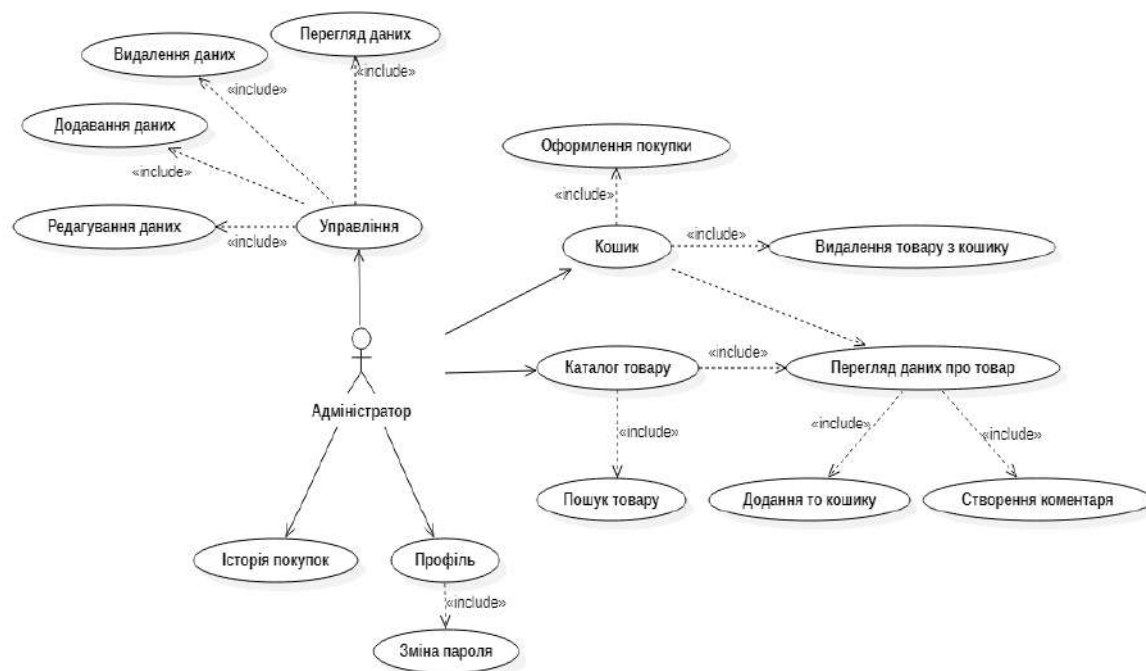 Перегляд даних
Видалення даних
«include»
«include»
Додавання даних
«include»
Оформлення покупки
«include»
Редагування даних
«include»
Управління
Кошик
«include»
Видалення товару з кошику
Каталог товару
«include»
Перегляд даних про товар
Адміністратор
«include»
«include»
«include»
Пошук товару
Додання то кошику
Створення коментаря
Історія покупок
Профіль
«include»
Зміна пароля